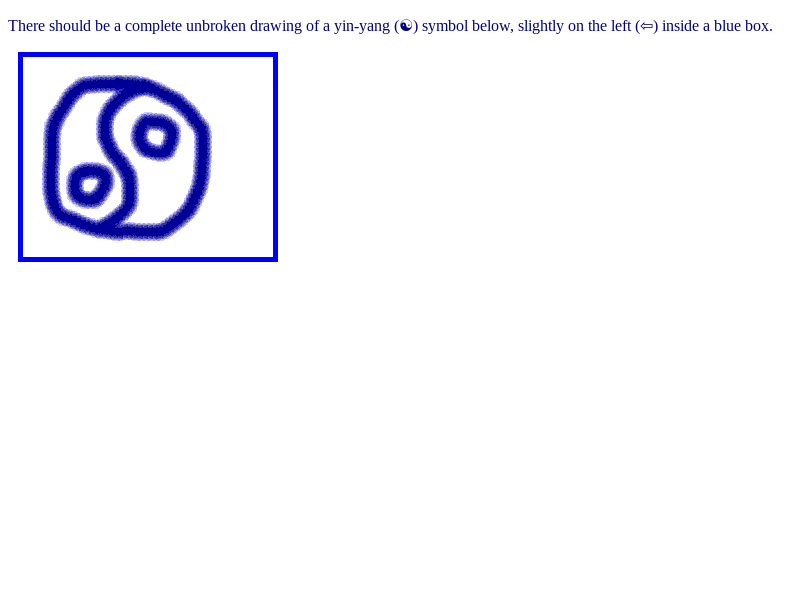 There should be a complete unbroken drawing of a yin-yang (☯) symbol below, slightly on the left (⇦) inside a blue box.